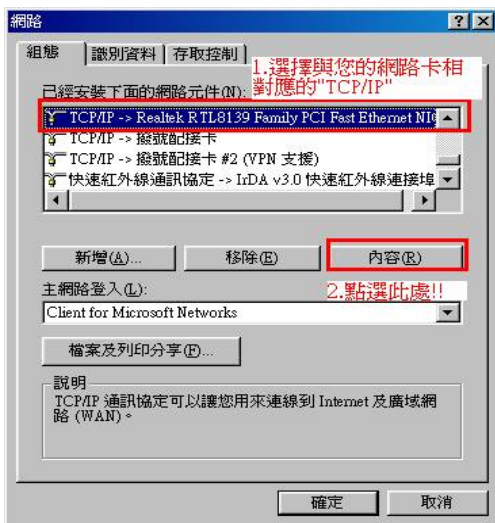 網路
組態
識別資料
存取控制
1.選擇與您的網路卡相
對應的"TCP/IP"
已經安裝下面的網路元件(N):
TCP/IP -> Realtek RTL8139 Family PCI Fast Ethernet NI
TCP/IP -> 撥號配接卡
TCP/IP -> 撥號配接卡 #2 (VPN 支援)
快速紅外線通訊協定 -> IrDA v3.0 快速紅外線連接埠
新增(A)...
移除(E)
內容(R)
主網路登入(L):
2.點選此處!!
Client for Microsoft Networks
檔案及列印分享(F)...
說明
TCP/IP 通訊協定可以讓您用來連線到 Internet 及廣域網
路 (WAN)。
確定
取消